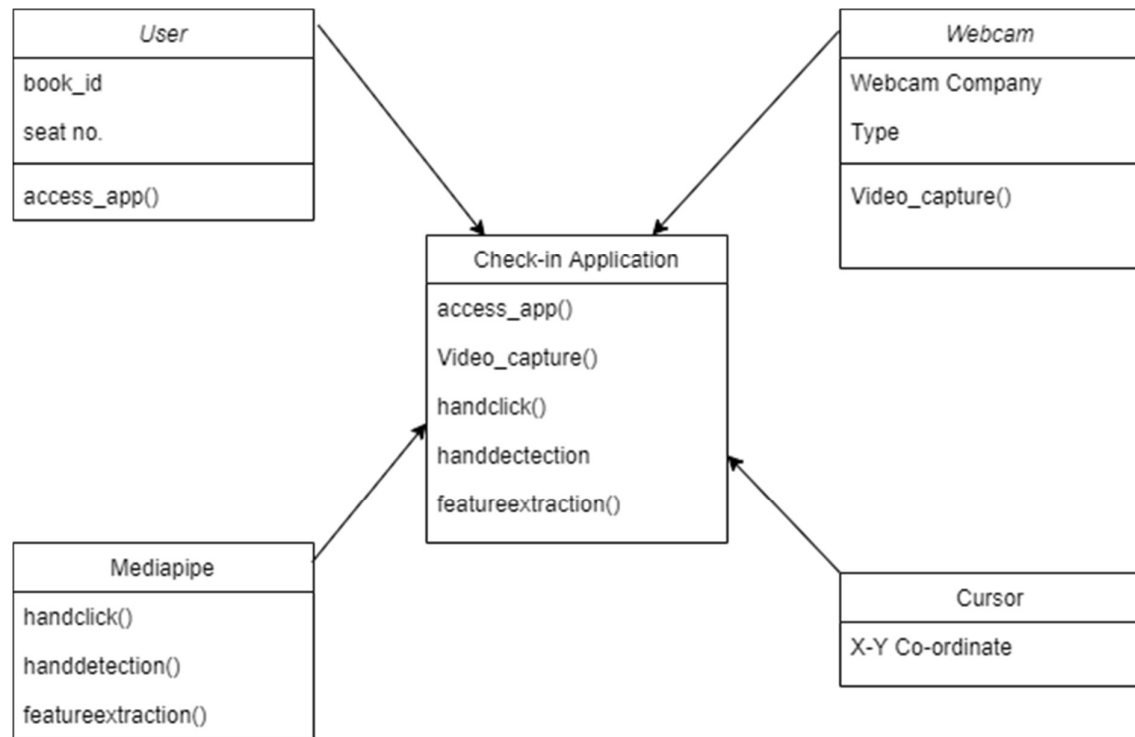 User
book_id
seat no.
access_app()
Webcam
Webcam Company
Type
Video_capture()
Check-in Application
access_app()
Video_capture()
handclick()
handdectection
featureextraction()
Mediapipe
handclick()
handdetection()
featureextraction()
Cursor
X-Y Co-ordinate